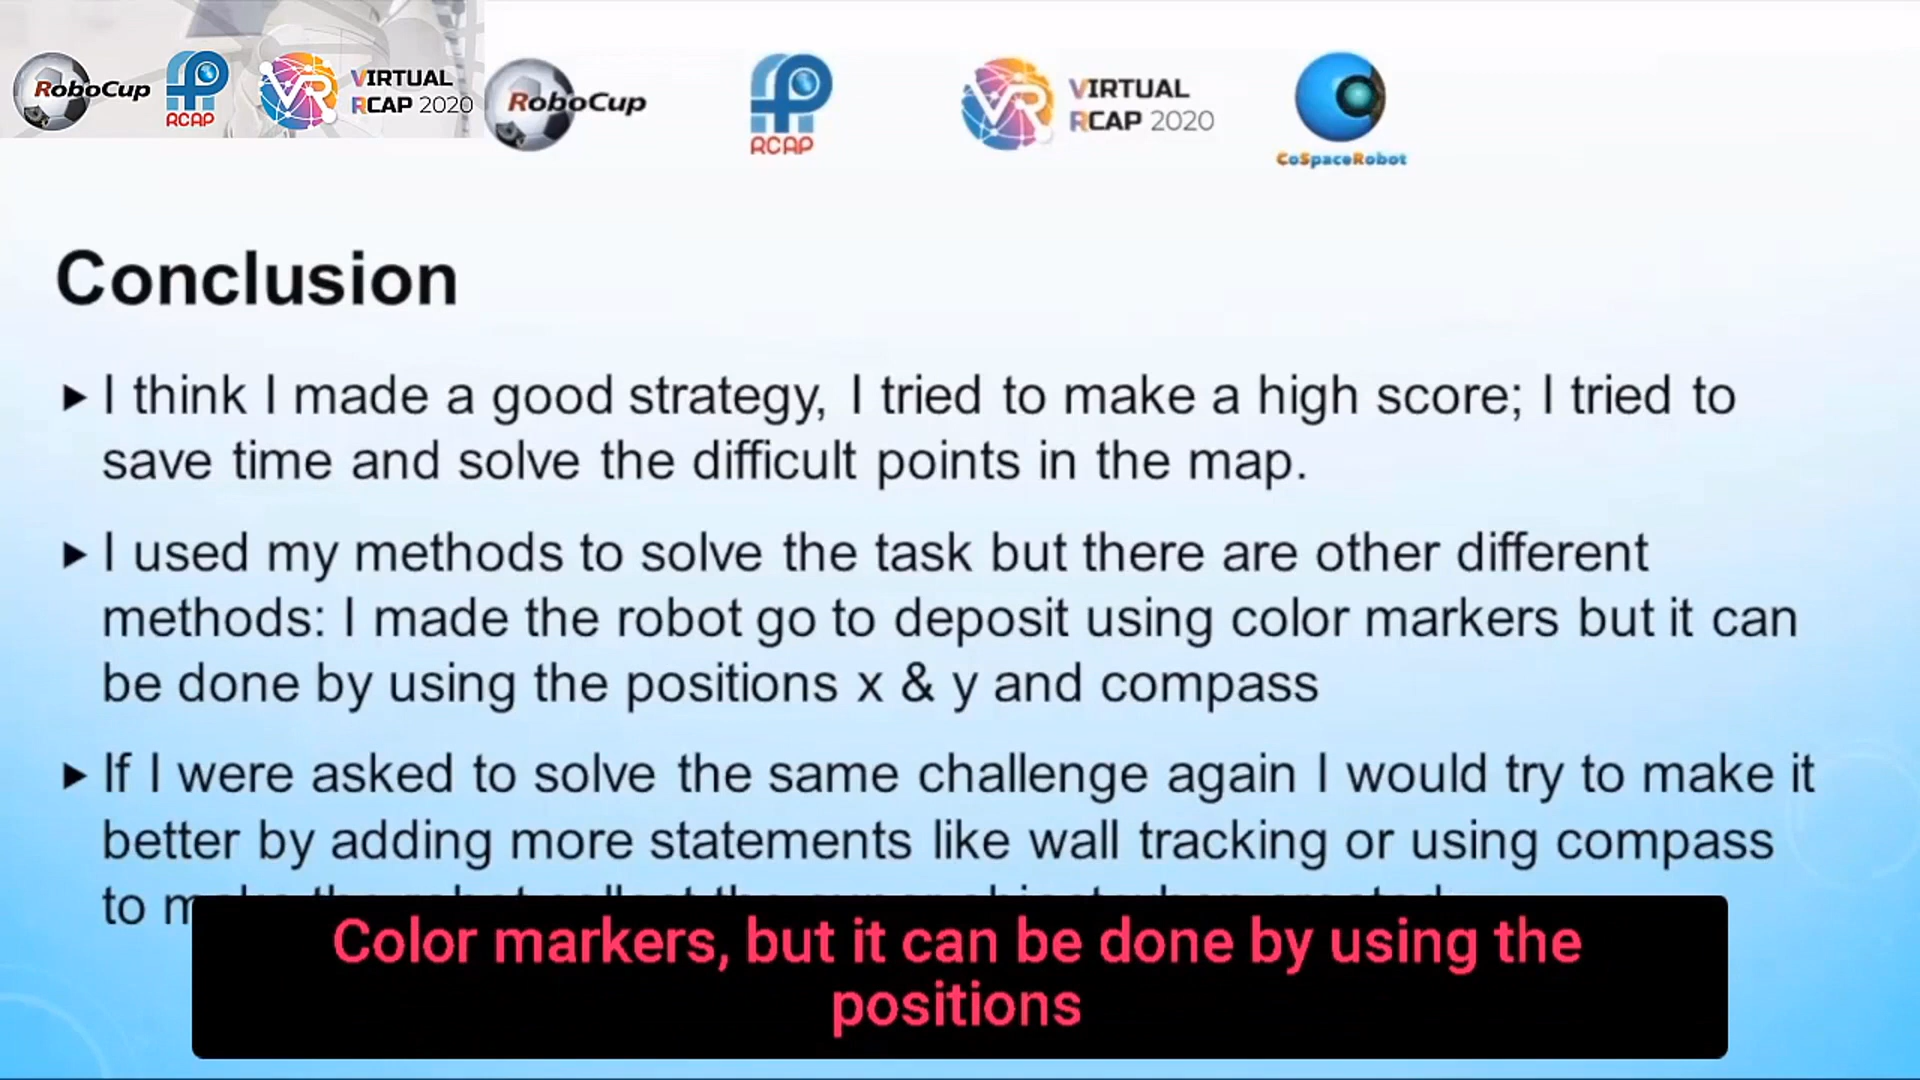 RoboCup
RCAP
VIRTUAL
RCAP 2020
RoboCup
RCAP
VIRTUAL
RCAP 2020
CoSpaceRobot
Conclusion
I think I made a good strategy, I tried to make a high score; I tried to
save time and solve the difficult points in the map.
I used my methods to solve the task but there are other different
methods: I made the robot go to deposit using color markers but it can
be done by using the positions x & y and compass
If I were asked to solve the same challenge again I would try to make it
better by adding more statements like wall tracking or using compass
to
Color markers, but it can be done by using the
positions